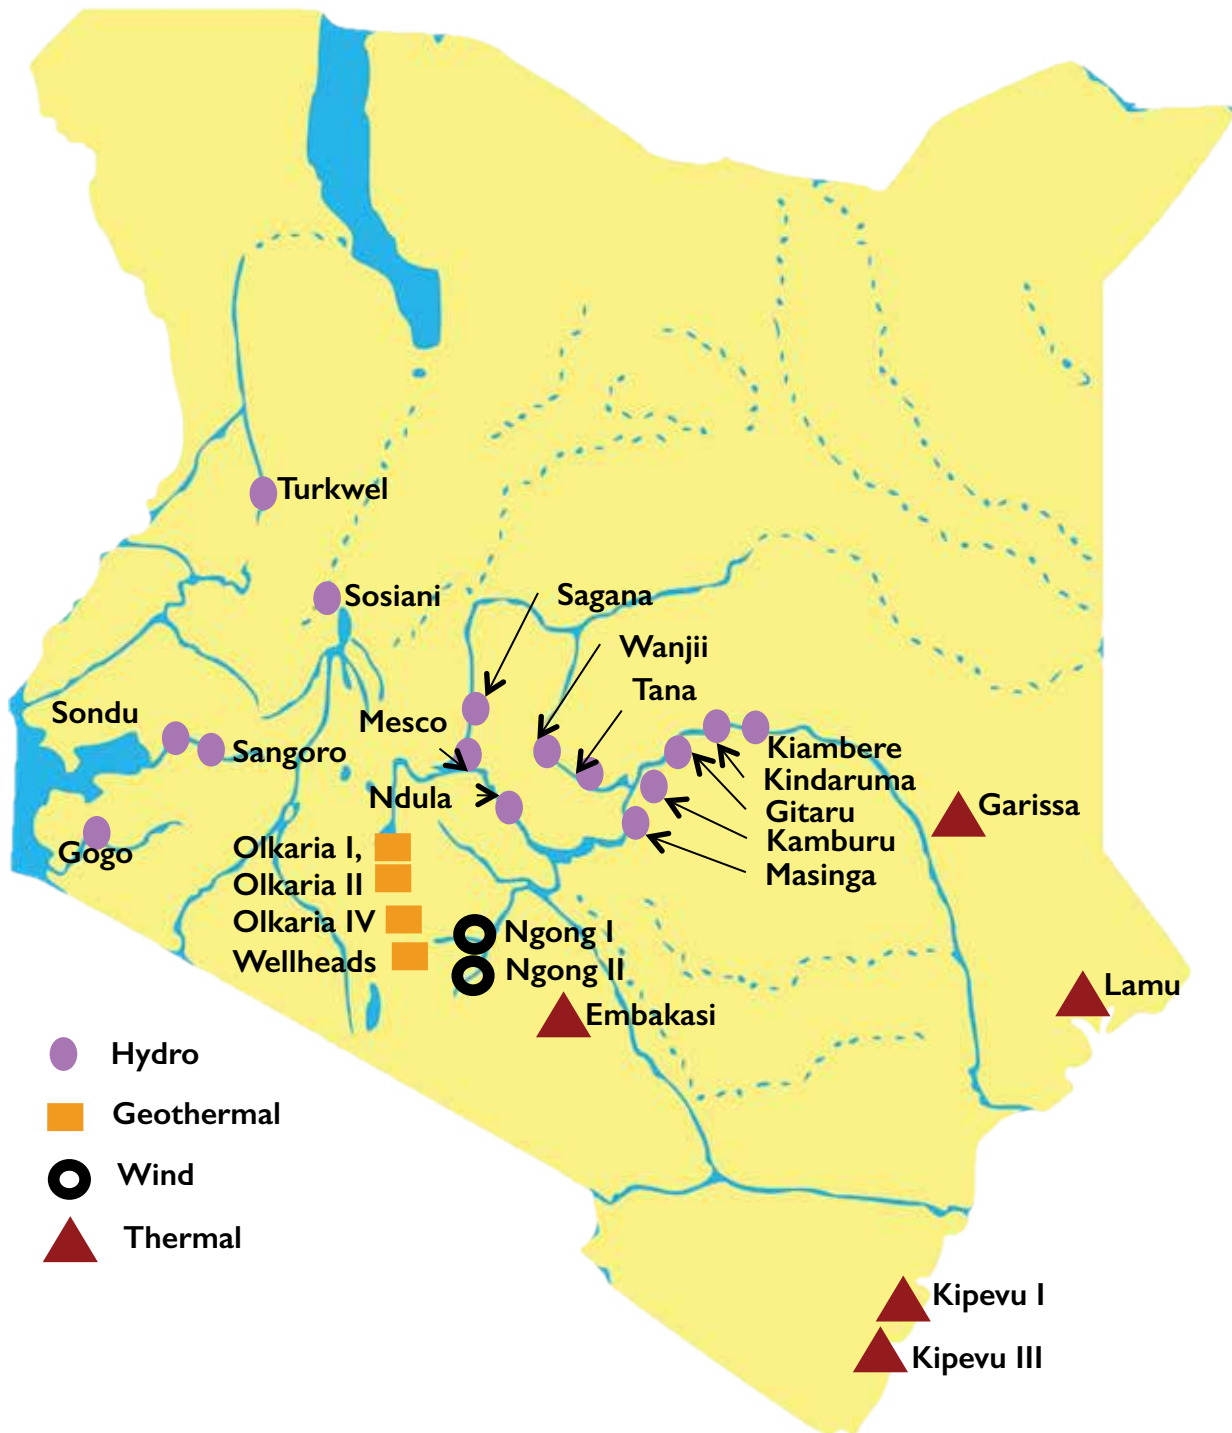 Turkwel
Sosiani
Sagana
Wanjii
Tana
Sondu
Mesco
Sangoro
Kiambere
Kindaruma
Ndula
Gitaru
Garissa
Gogo
Kamburu
Olkaria I,
Masinga
Olkaria II
Olkaria IV
Ngong I
Wellheads
Ngong II
Lamu
Embakasi
Hydro
Geothermal
Wind
Thermal
Kipevu I
Kipevu III